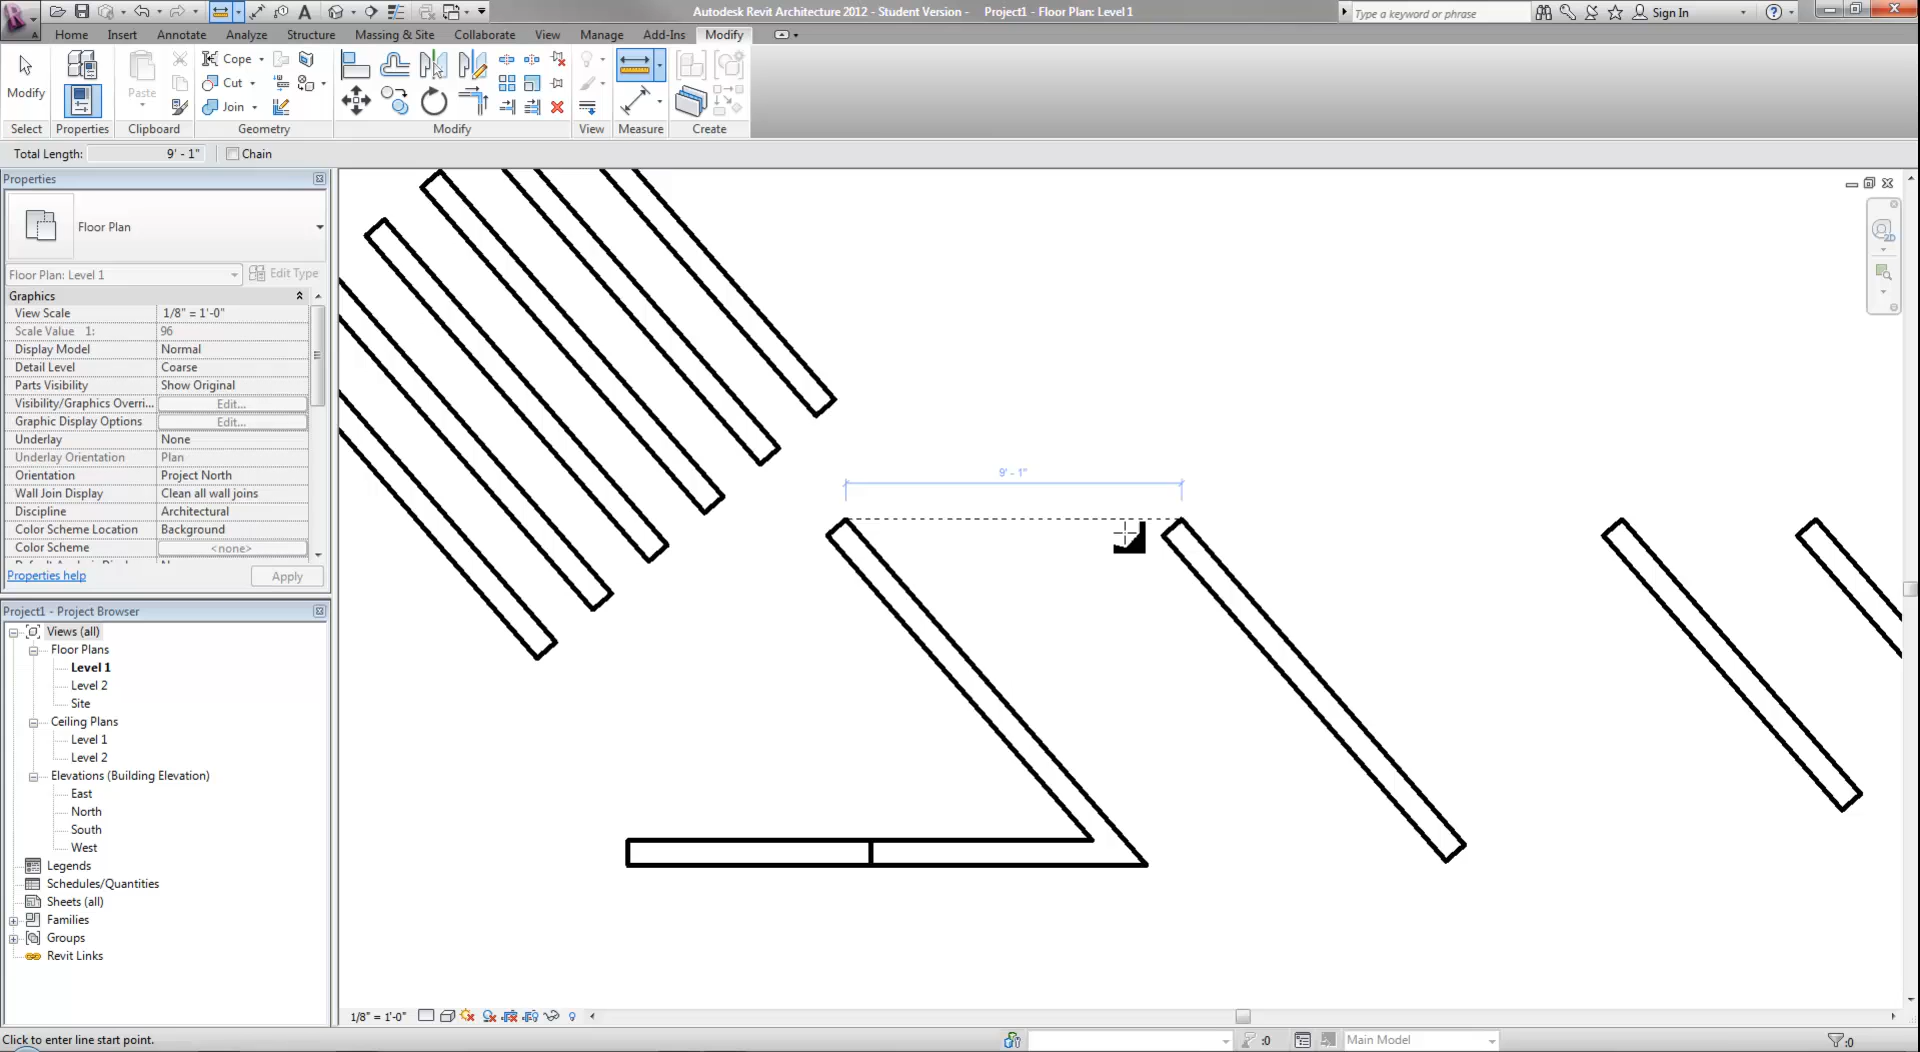 Autodesk Revit Architecture 2012 - Student Version -    Project1 - Floor Plan: Level 1
Type a keyword or phrase
Sign In
Home Insert Annotate Analyze Structure Massing & Site Collaborate View Manage Add-Ins Modify
Modify
Paste
Cope
Cut
Join
Select Properties Clipboard Geometry Modify View Measure Create
Total Length: 9' - 1" Chain
Properties
Floor Plan
Floor Plan: Level 1 Edit Type
Graphics
View Scale 1/8" = 1'-0"
Scale Value 1: 96
Display Model Normal
Detail Level Coarse
Parts Visibility Show Original
Visibility/Graphics Overri... Edit...
Graphic Display Options Edit...
Underlay None
Underlay Orientation Plan
Orientation Project North
Wall Join Display Clean all wall joins
Discipline Architectural
Color Scheme Location Background
Color Scheme <none>
Properties help Apply
Project1 - Project Browser
Views (all)
Floor Plans
Level 1
Level 2
Site
Ceiling Plans
Level 1
Level 2
Elevations (Building Elevation)
East
North
South
West
Legends
Schedules/Quantities
Sheets (all)
Families
Groups
Revit Links
2D
9' - 1"
1/8" = 1'-0"
Click to enter line start point.
:0
Main Model
:0